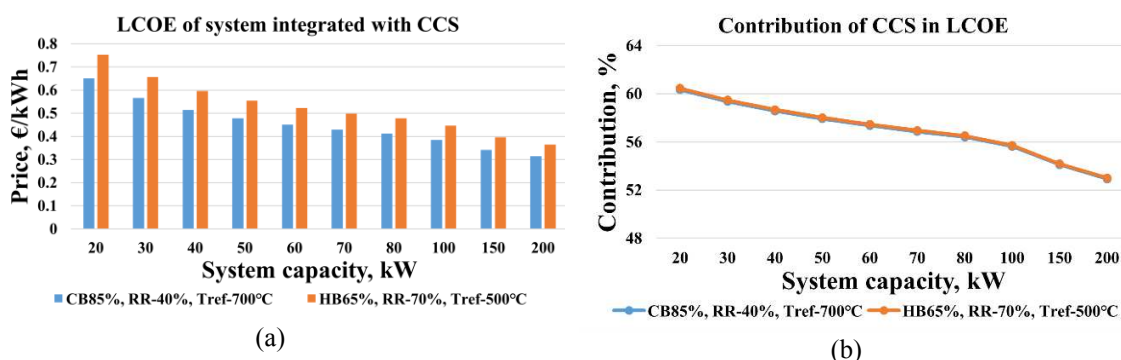 LCOE of system integrated with CCS
Price, €/kWh
0.8
0.7
0.6
0.5
0.4
0.3
0.2
0.1
0
20 30 40 50 60 70 80 100 150 200
System capacity, kW
CB85%, RR-40%, Tref-700°C HB65%, RR-70%, Tref-500°C
(a)
Contribution of CCS in LCOE
Contribution, %
64
60
56
52
48
20 30 40 50 60 70 80 100 150 200
System capacity, kW
CB85%, RR-40%, Tref-700°C HB65%, RR-70%, Tref-500°C
(b)